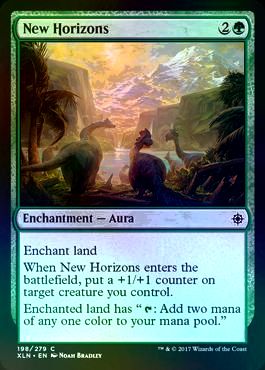 New Horizons 2
Enchantment — Aura
Enchant land
When New Horizons enters the
battlefield, put a +1/+1 counter on
target creature you control.
Enchanted land has “: Add two mana
of any one color to your mana pool.”
198/279 C
XLN • EN Noah Bradley
™ & © 2017 Wizards of the Coast